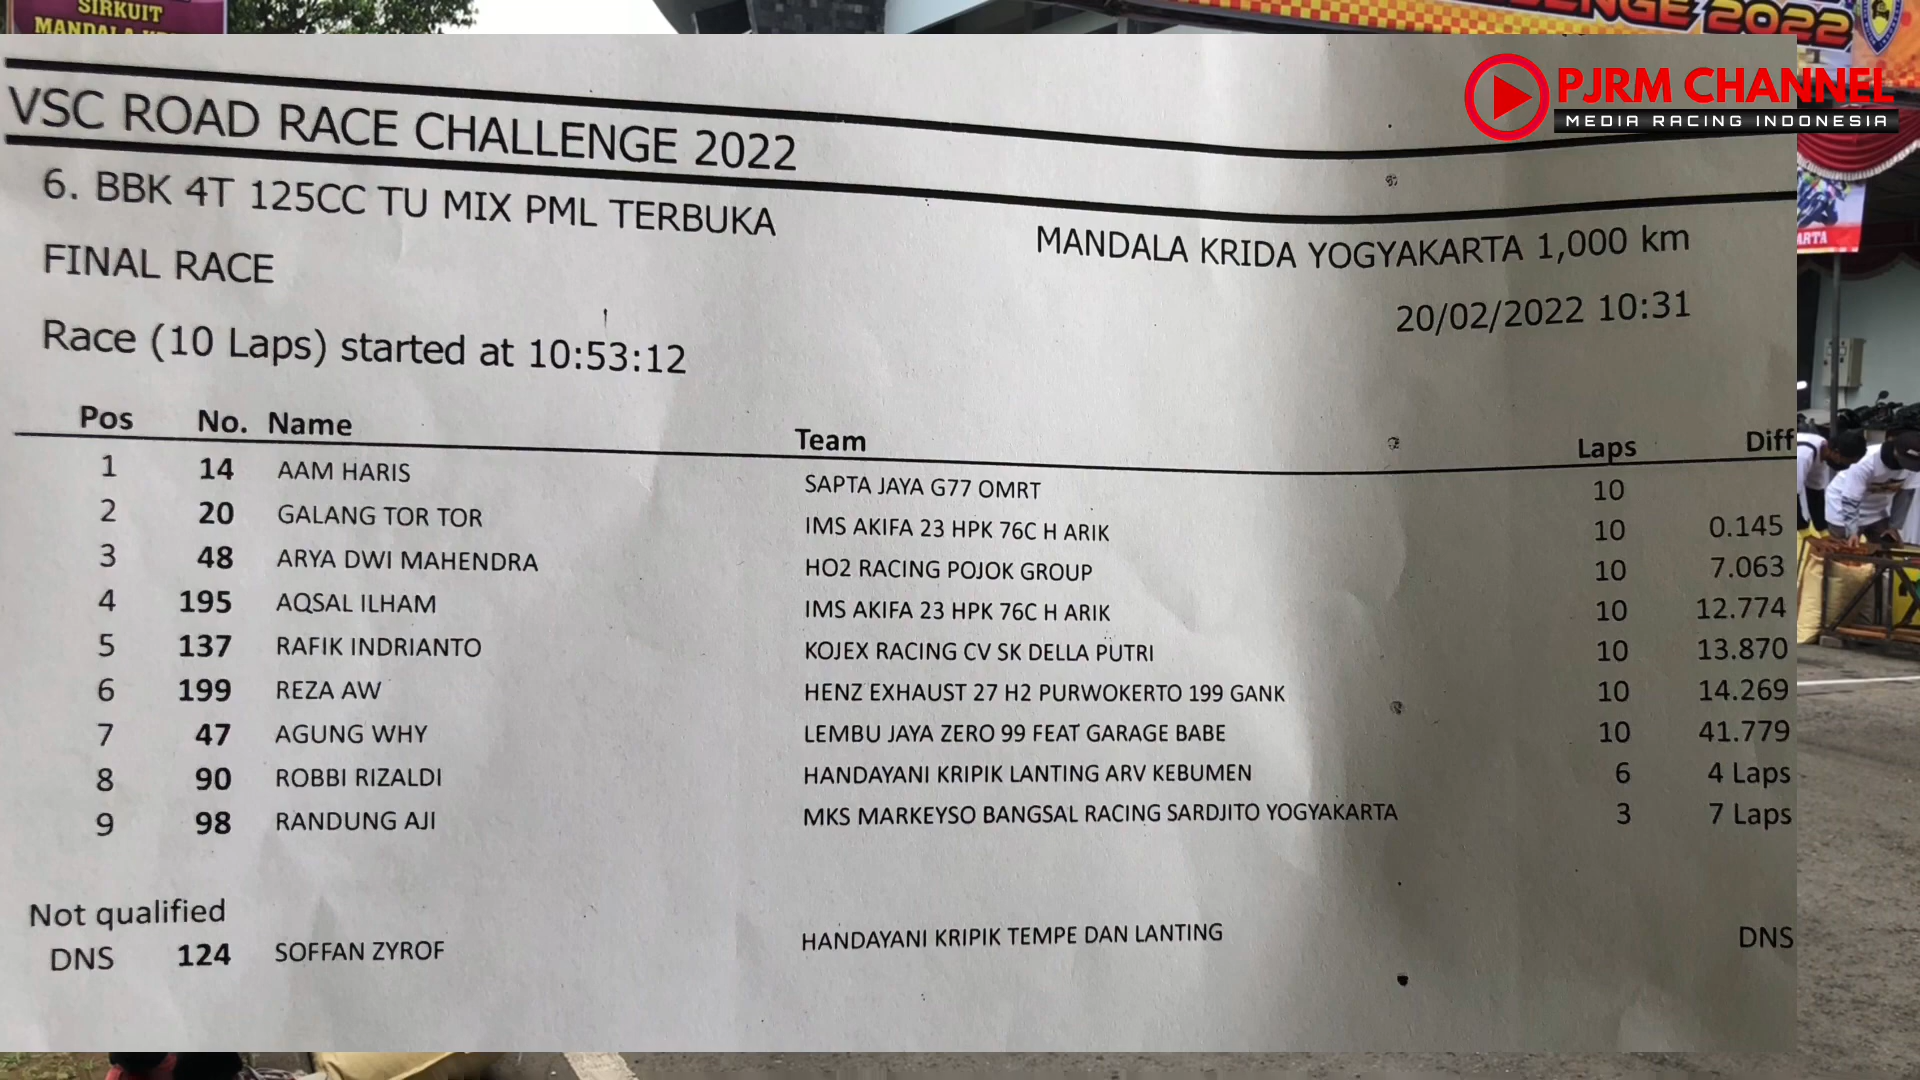 SIRKUIT
MANDALA
CHALLENGE 2022
PJRM CHANNEL
MEDIA RACING INDONESIA
VSC ROAD RACE CHALLENGE 2022
6. BBK 4T 125CC TU MIX PML TERBUKA
MANDALA KRIDA YOGYAKARTA 1,000 km
FINAL RACE
20/02/2022 10:31
Race (10 Laps) started at 10:53:12
Pos No. Name Team Laps Diff
1 14 AAM HARIS SAPTA JAYA G77 OMRT 10
2 20 GALANG TOR TOR IMS AKIFA 23 HPK 76C H ARIK 10 0.145
3 48 ARYA DWI MAHENDRA HO2 RACING POJOK GROUP 10 7.063
4 195 AQSAL ILHAM IMS AKIFA 23 HPK 76C H ARIK 10 12.774
5 137 RAFIK INDRIANTO KOJEX RACING CV SK DELLA PUTRI 10 13.870
6 199 REZA AW HENZ EXHAUST 27 H2 PURWOKERTO 199 GANK 10 14.269
7 47 AGUNG WHY LEMBU JAYA ZERO 99 FEAT GARAGE BABE 10 41.779
8 90 ROBBI RIZALDI HANDAYANI KRIPIK LANTING ARV KEBUMEN 6 4 Laps
9 98 RANDUNG AJI MKS MARKEYSO BANGSAL RACING SARDJITO YOGYAKARTA 3 7 Laps
Not qualified
DNS 124 SOFFAN ZYROF HANDAYANI KRIPIK TEMPE DAN LANTING DNS